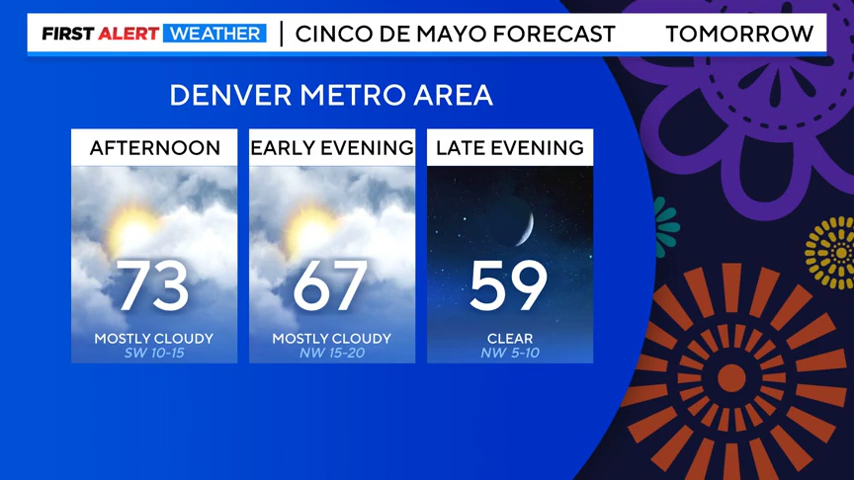 FIRST ALERT WEATHER | CINCO DE MAYO FORECAST TOMORROW
DENVER METRO AREA
AFTERNOON
73
MOSTLY CLOUDY
SW 10-15
EARLY EVENING
67
MOSTLY CLOUDY
NW 15-20
LATE EVENING
59
CLEAR
NW 5-10